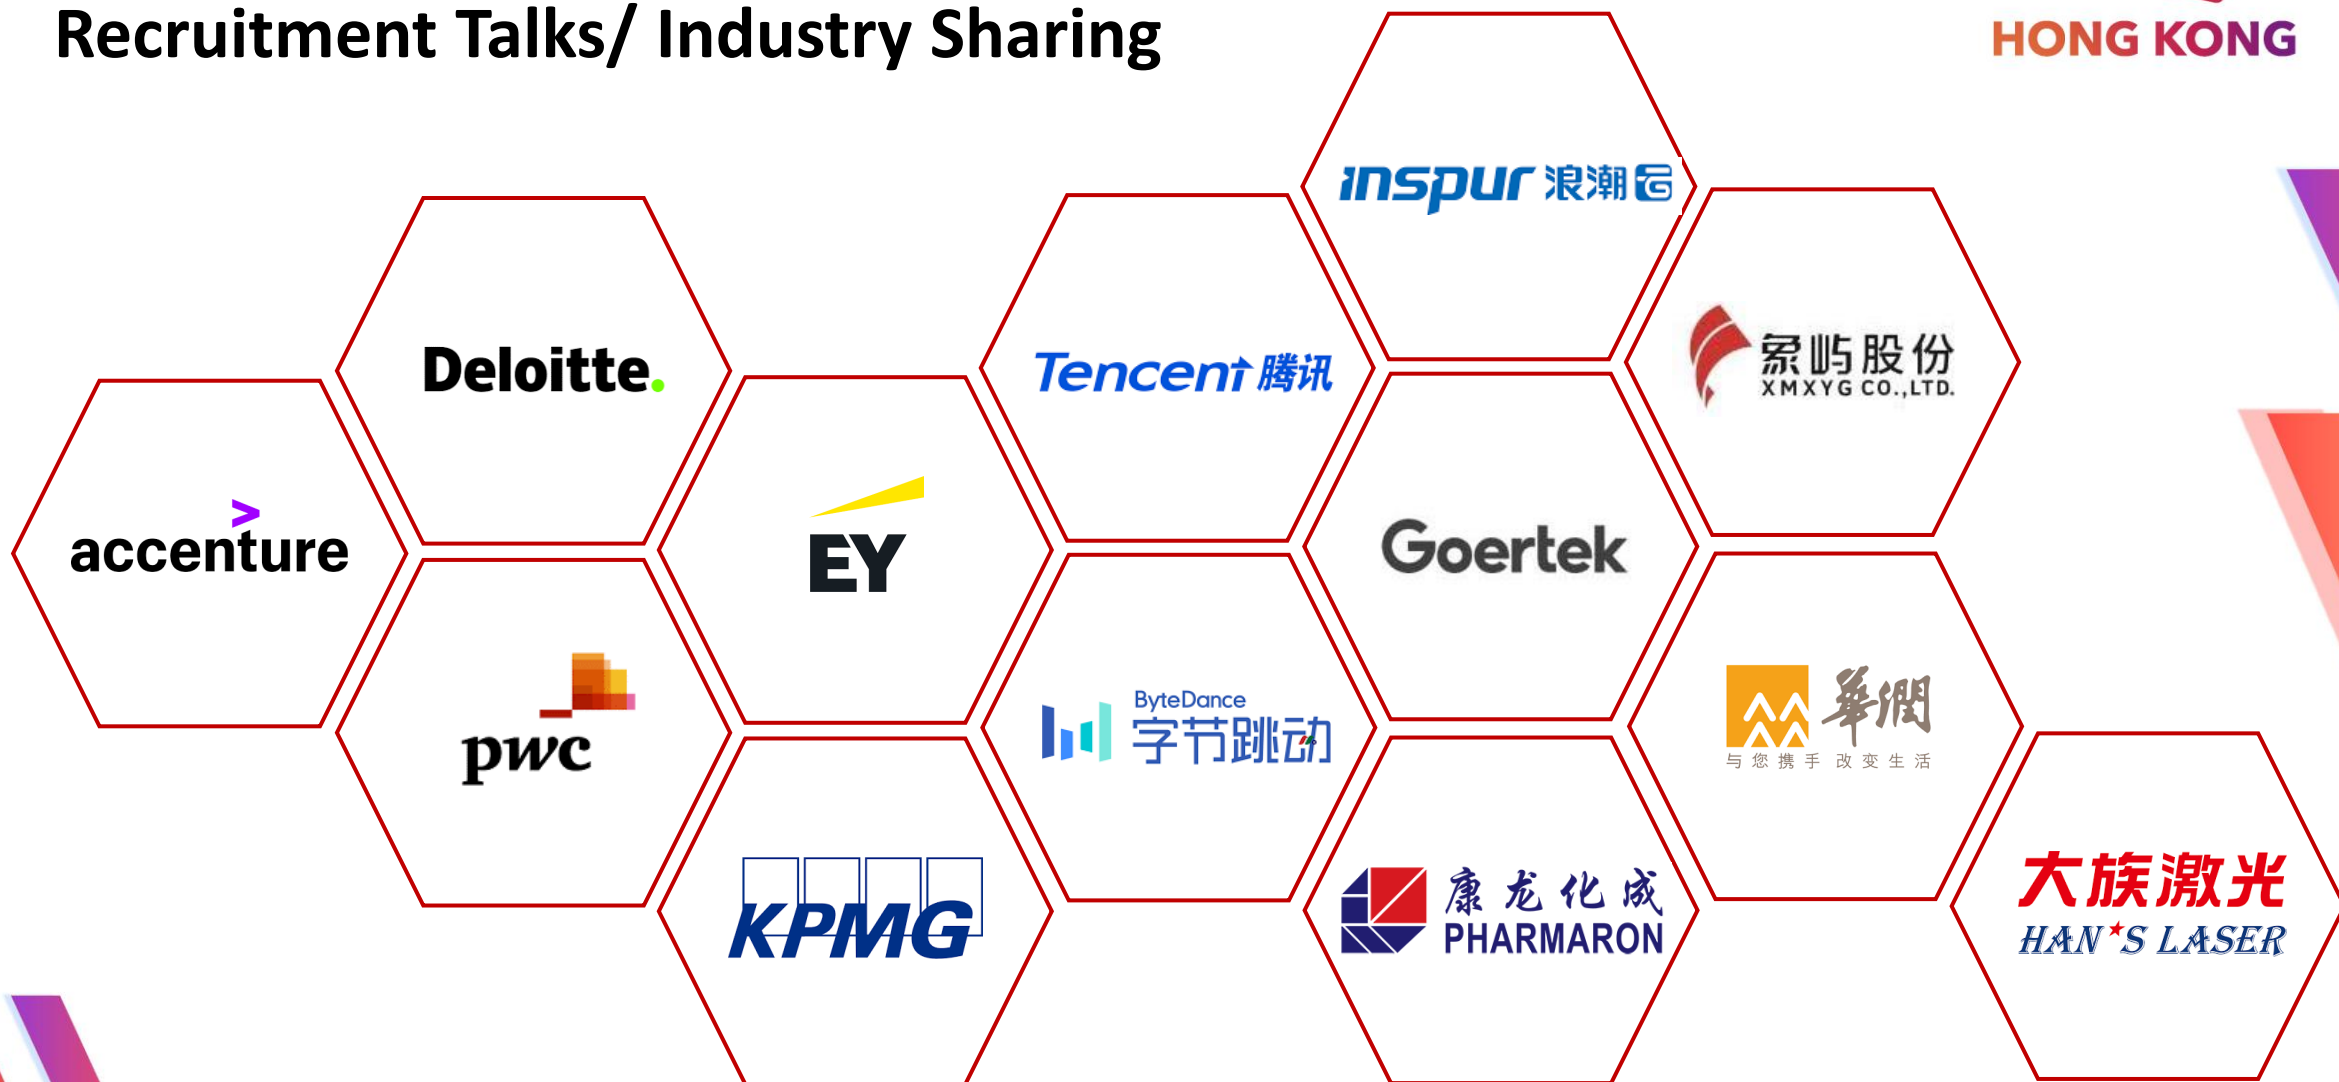 Recruitment Talks/ Industry Sharing
HONG KONG
inspur 浪潮云
Deloitte.
Tencent 腾讯
象屿股份
XMXYG CO.,LTD.
accenture
EY
Goertek
pwc
ByteDance
字节跳动
華潤
与您携手 改变生活
KPMG
康龙化成
PHARMARON
大族激光
HAN*S LASER